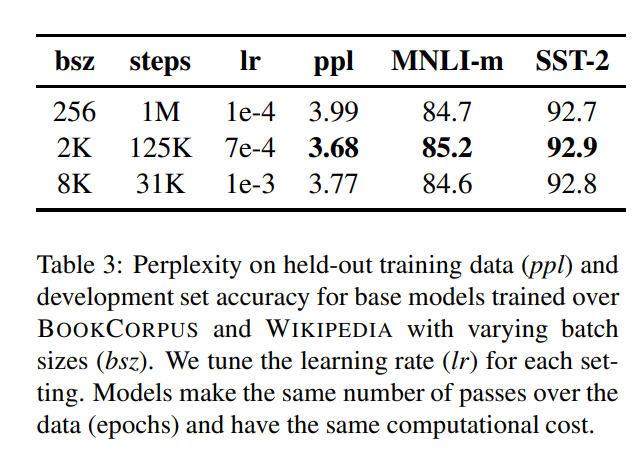 bsz steps lr ppl MNLI-m SST-2
256 1M 1e-4 3.99 84.7 92.7
2K 125K 7e-4 3.68 85.2 92.9
8K 31K 1e-3 3.77 84.6 92.8
Table 3: Perplexity on held-out training data (ppl) and
development set accuracy for base models trained over
BOOKCORPUS and WIKIPEDIA with varying batch
sizes (bsz). We tune the learning rate (lr) for each set-
ting. Models make the same number of passes over the
data (epochs) and have the same computational cost.